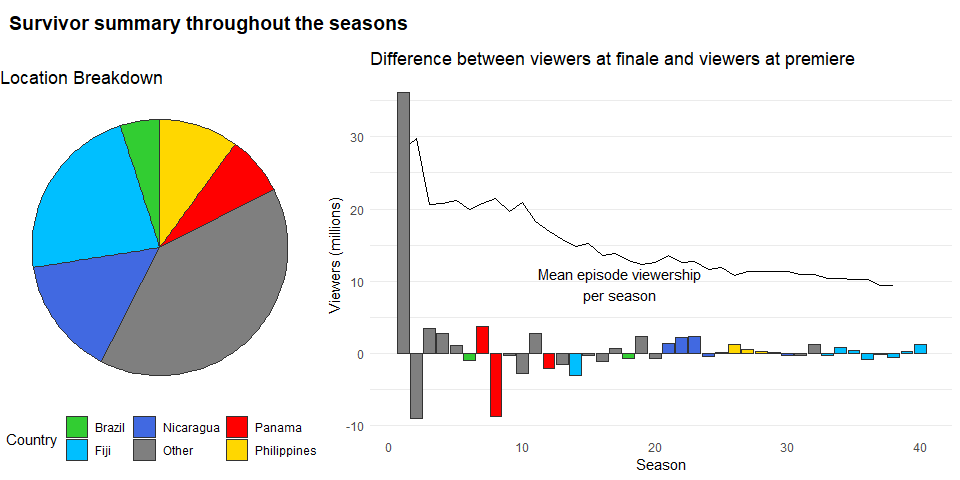 Survivor summary throughout the seasons
Location Breakdown
Country
Brazil
Nicaragua
Panama
Fiji
Other
Philippines
Difference between viewers at finale and viewers at premiere
Viewers (millions)
30
20
10
0
-10
Mean episode viewership
per season
0
10
20
30
40
Season